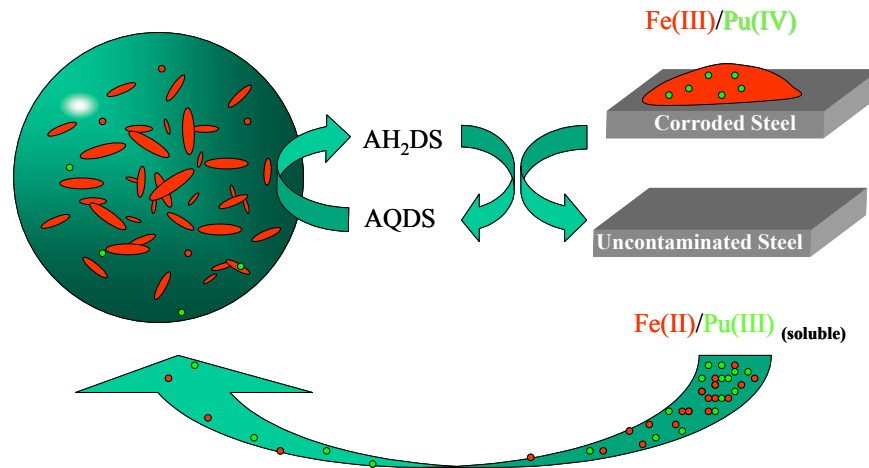 Fe(III)/Pu(IV)
Corroded Steel
AH₂DS
AQDS
Uncontaminated Steel
Fe(II)/Pu(III) (soluble)